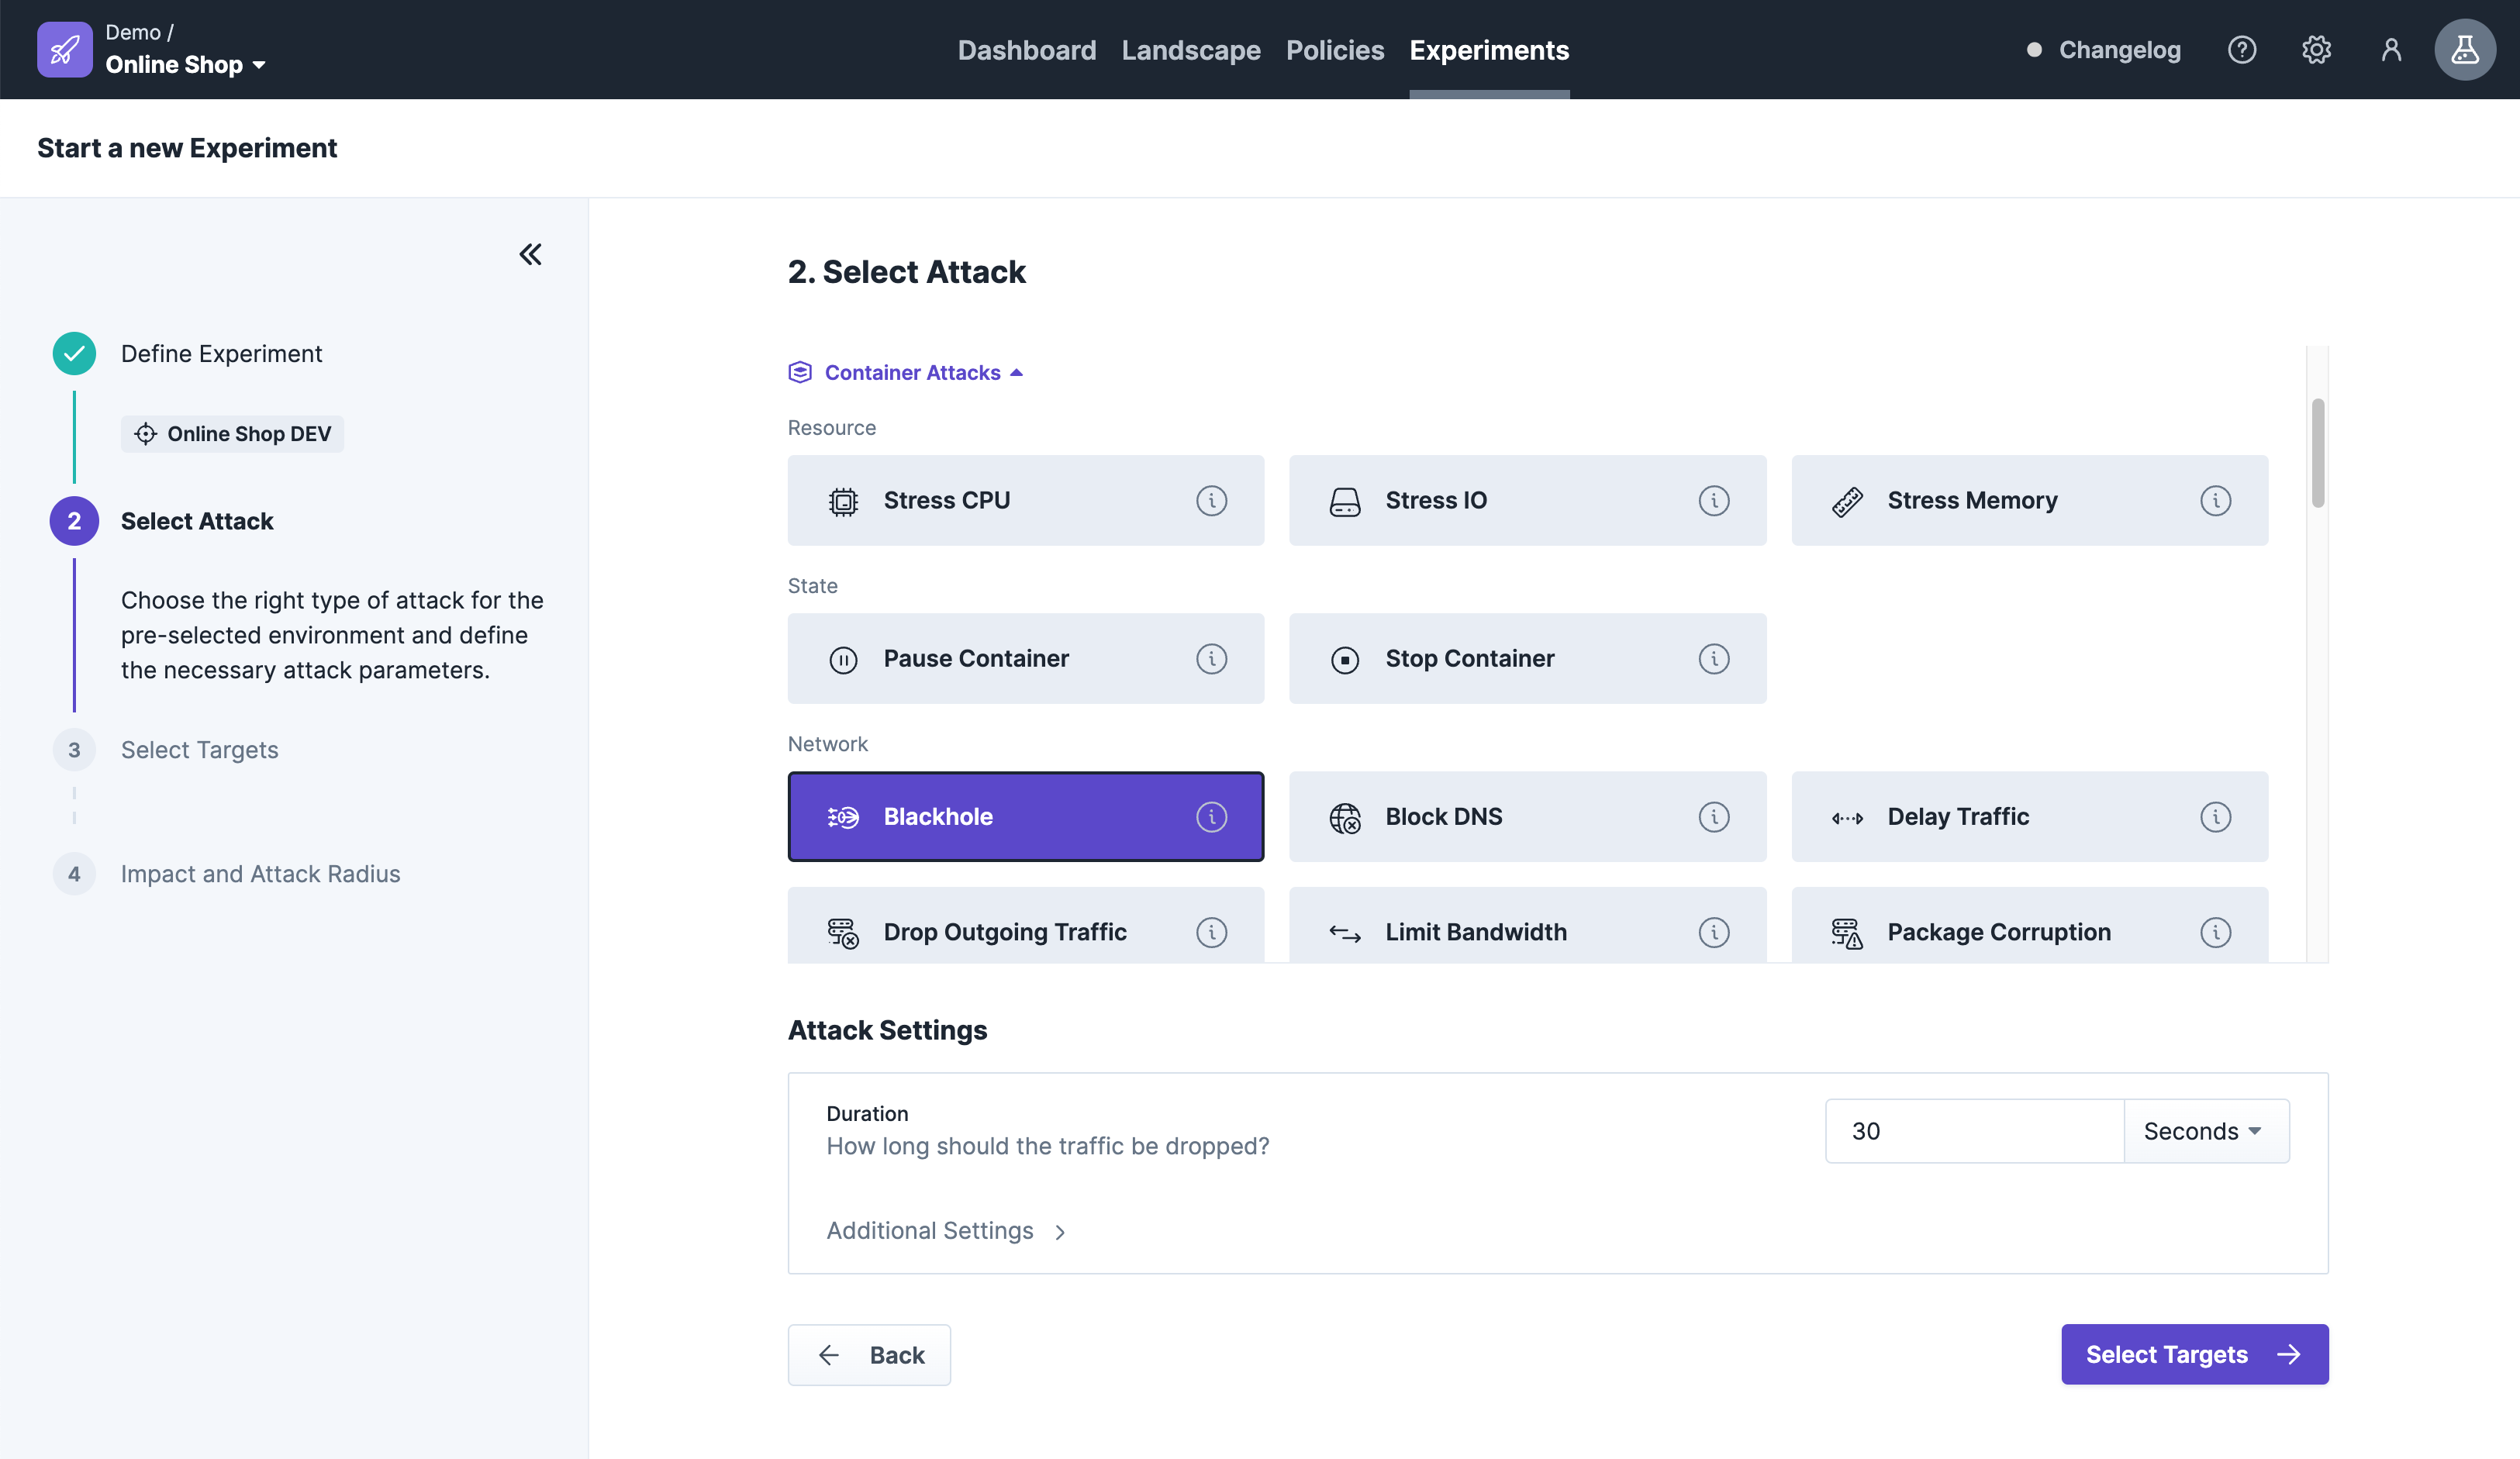 Demo /
Online Shop
Dashboard Landscape Policies Experiments
Changelog
Start a new Experiment
Define Experiment
Online Shop DEV
2 Select Attack
Choose the right type of attack for the
pre-selected environment and define
the necessary attack parameters.
3 Select Targets
4 Impact and Attack Radius
2. Select Attack
Container Attacks
Resource
Stress CPU Stress IO Stress Memory
State
Pause Container Stop Container
Network
Blackhole Block DNS Delay Traffic
Drop Outgoing Traffic Limit Bandwidth Package Corruption
Attack Settings
Duration
How long should the traffic be dropped?
30 Seconds
Additional Settings
Back
Select Targets